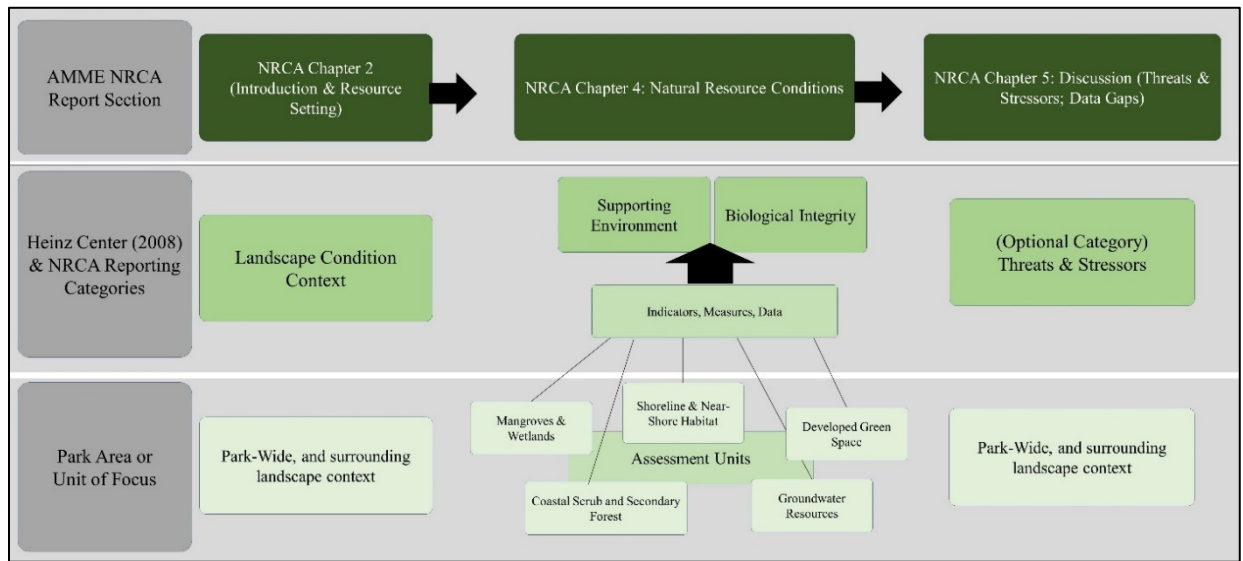 AMME NRCA
Report Section
NRCA Chapter 2
(Introduction & Resource
Setting)
NRCA Chapter 4: Natural Resource Conditions
NRCA Chapter 5: Discussion (Threats &
Stressors; Data Gaps)
Heinz Center (2008)
& NRCA Reporting
Categories
Landscape Condition
Context
Supporting
Environment
Biological Integrity
(Optional Category)
Threats & Stressors
Indicators, Measures, Data
Park Area or
Unit of Focus
Park-Wide, and surrounding
landscape context
Mangroves &
Wetlands
Shoreline & Near-
Shore Habitat
Developed Green
Space
Assessment Units
Coastal Scrub and Secondary
Forest
Groundwater
Resources
Park-Wide, and surrounding
landscape context